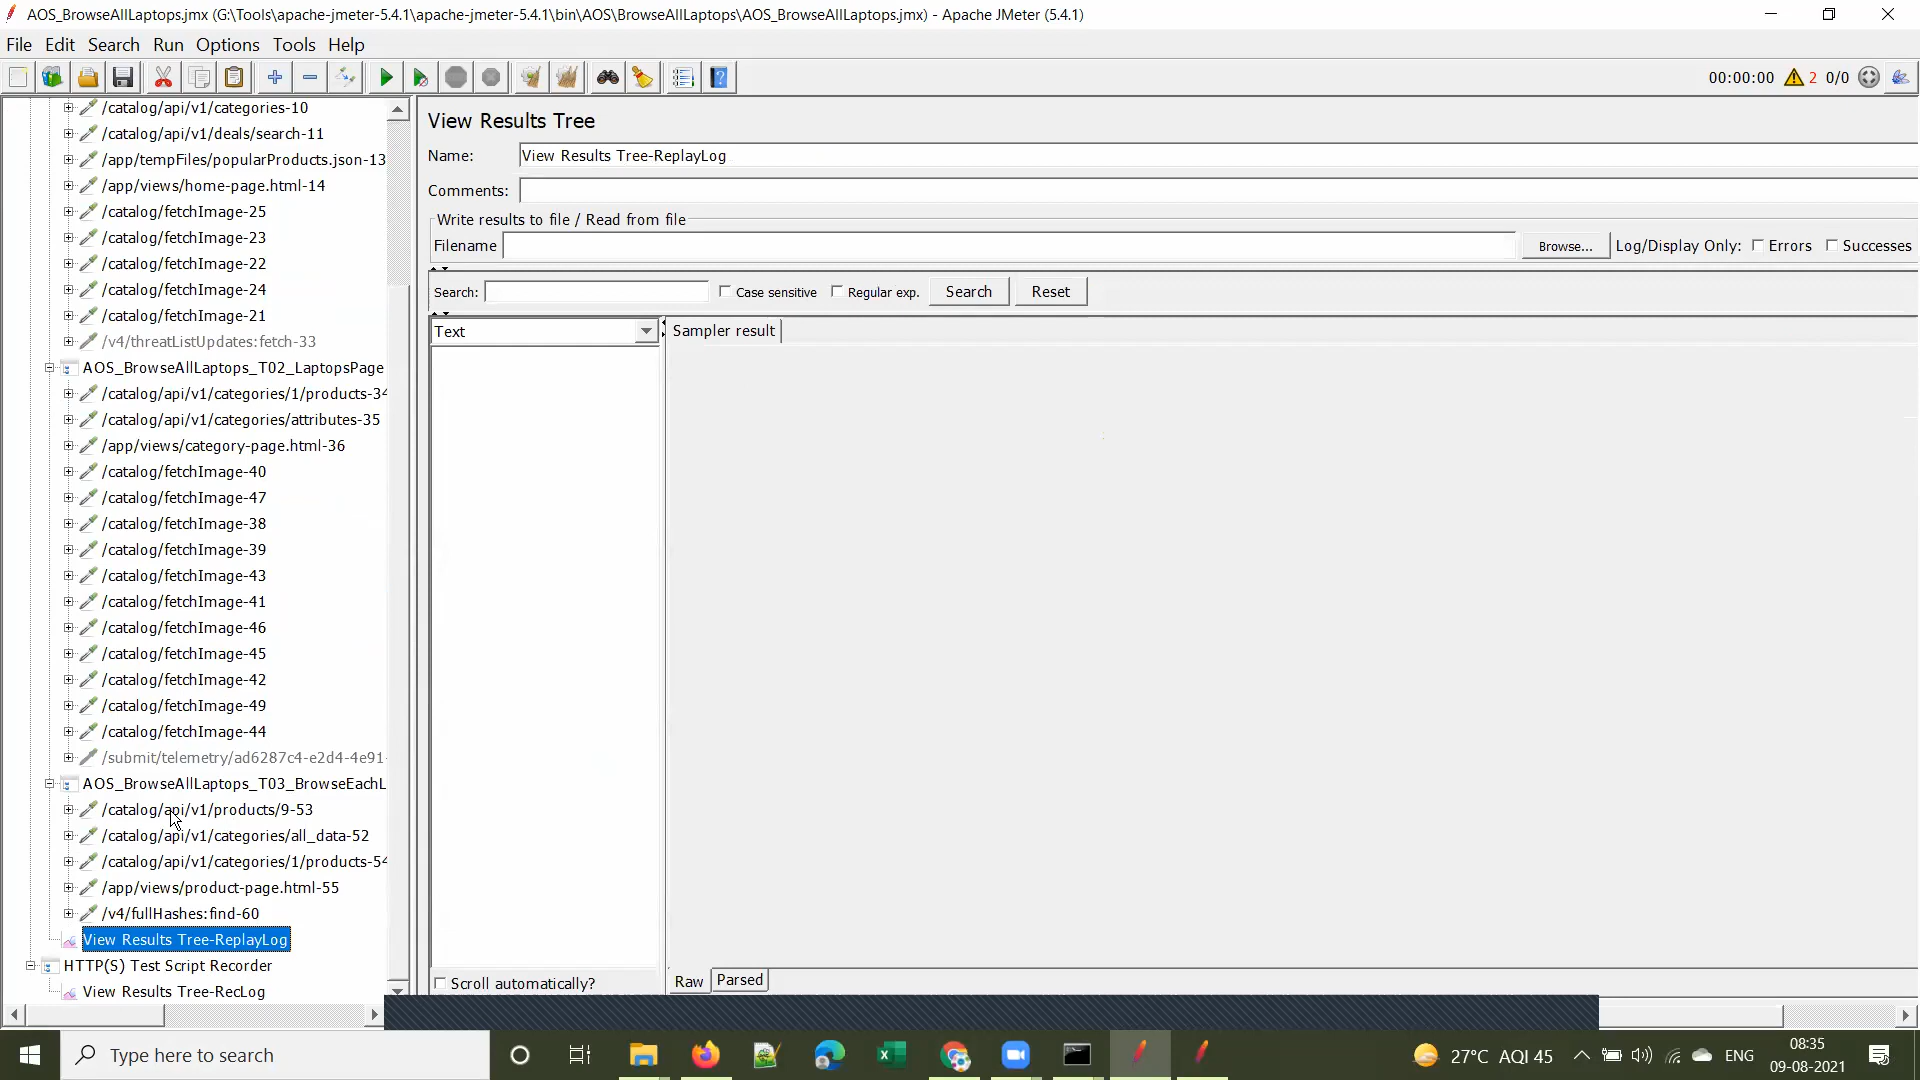 AOS_BrowseAllLaptops.jmx (G:\Tools\apache-jmeter-5.4.1\apache-jmeter-5.4.1\bin\AOS\BrowseAllLaptops\AOS_BrowseAllLaptops.jmx) - Apache JMeter (5.4.1)
File Edit Search Run Options Tools Help
00:00:00 2 0/0
/catalog/api/v1/categories-10
/catalog/api/v1/deals/search-11
/app/tempFiles/popularProducts.json-13
/app/views/home-page.html-14
/catalog/fetchImage-25
/catalog/fetchImage-23
/catalog/fetchImage-22
/catalog/fetchImage-24
/catalog/fetchImage-21
/v4/threatListUpdates:fetch-33
AOS_BrowseAllLaptops_T02_LaptopsPage
/catalog/api/v1/categories/1/products-34
/catalog/api/v1/categories/attributes-35
/app/views/category-page.html-36
/catalog/fetchImage-40
/catalog/fetchImage-47
/catalog/fetchImage-38
/catalog/fetchImage-39
/catalog/fetchImage-43
/catalog/fetchImage-41
/catalog/fetchImage-46
/catalog/fetchImage-45
/catalog/fetchImage-42
/catalog/fetchImage-49
/catalog/fetchImage-44
/submit/telemetry/ad6287c4-e2d4-4e91-
AOS_BrowseAllLaptops_T03_BrowseEachL
/catalog/api/v1/products/9-53
/catalog/api/v1/categories/all_data-52
/catalog/api/v1/categories/1/products-54
/app/views/product-page.html-55
/v4/fullHashes:find-60
View Results Tree-ReplayLog
HTTP(S) Test Script Recorder
View Results Tree-RecLog
View Results Tree
Name: View Results Tree-ReplayLog
Comments:
Write results to file / Read from file
Filename Browse... Log/Display Only: Errors Successes
Search: Case sensitive Regular exp. Search Reset
Text
Sampler result
Scroll automatically?
Raw Parsed
Type here to search
27°C AQI 45
ENG
08:35
09-08-2021